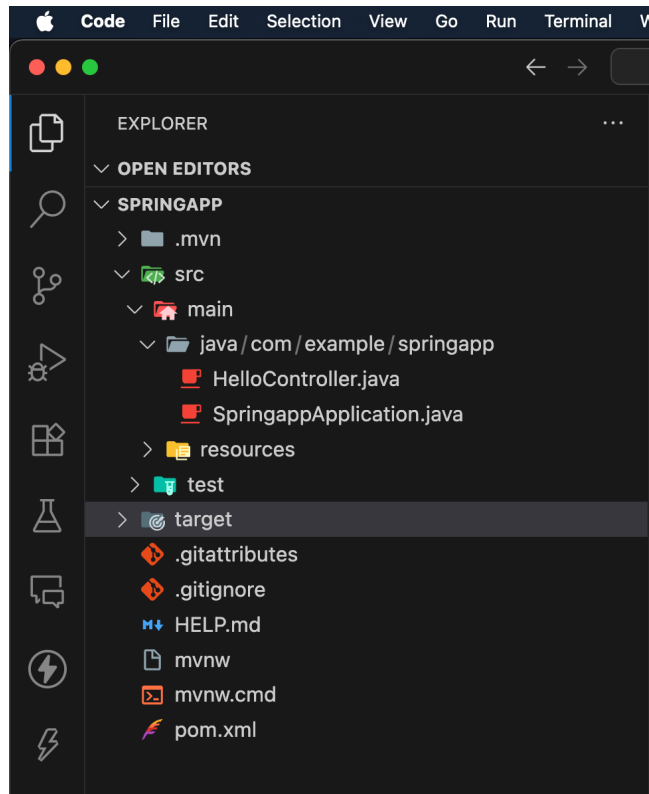 Code File Edit Selection View Go Run Terminal
EXPLORER
OPEN EDITORS
SPRINGAPP
.mvn
src
main
java/com/example/springapp
HelloController.java
SpringappApplication.java
resources
test
target
.gitattributes
.gitignore
HELP.md
mvnw
mvnw.cmd
pom.xml